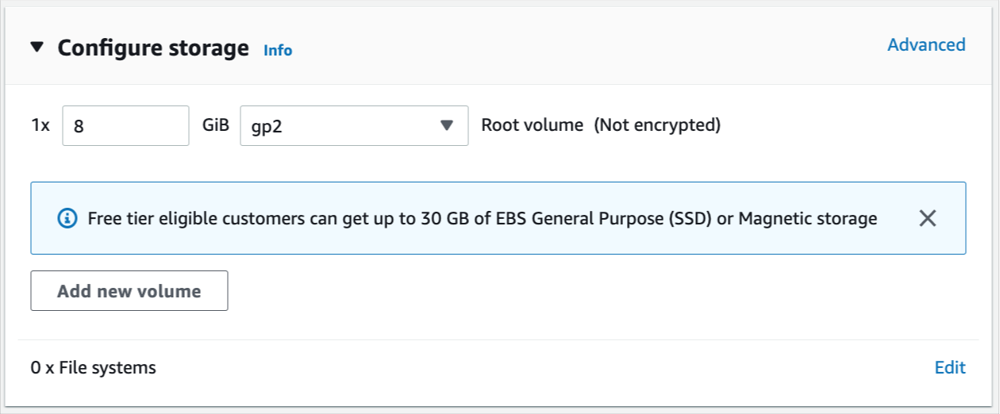 Configure storage Info Advanced
1x 8 GiB gp2 Root volume (Not encrypted)
Free tier eligible customers can get up to 30 GB of EBS General Purpose (SSD) or Magnetic storage
Add new volume
0 x File systems Edit